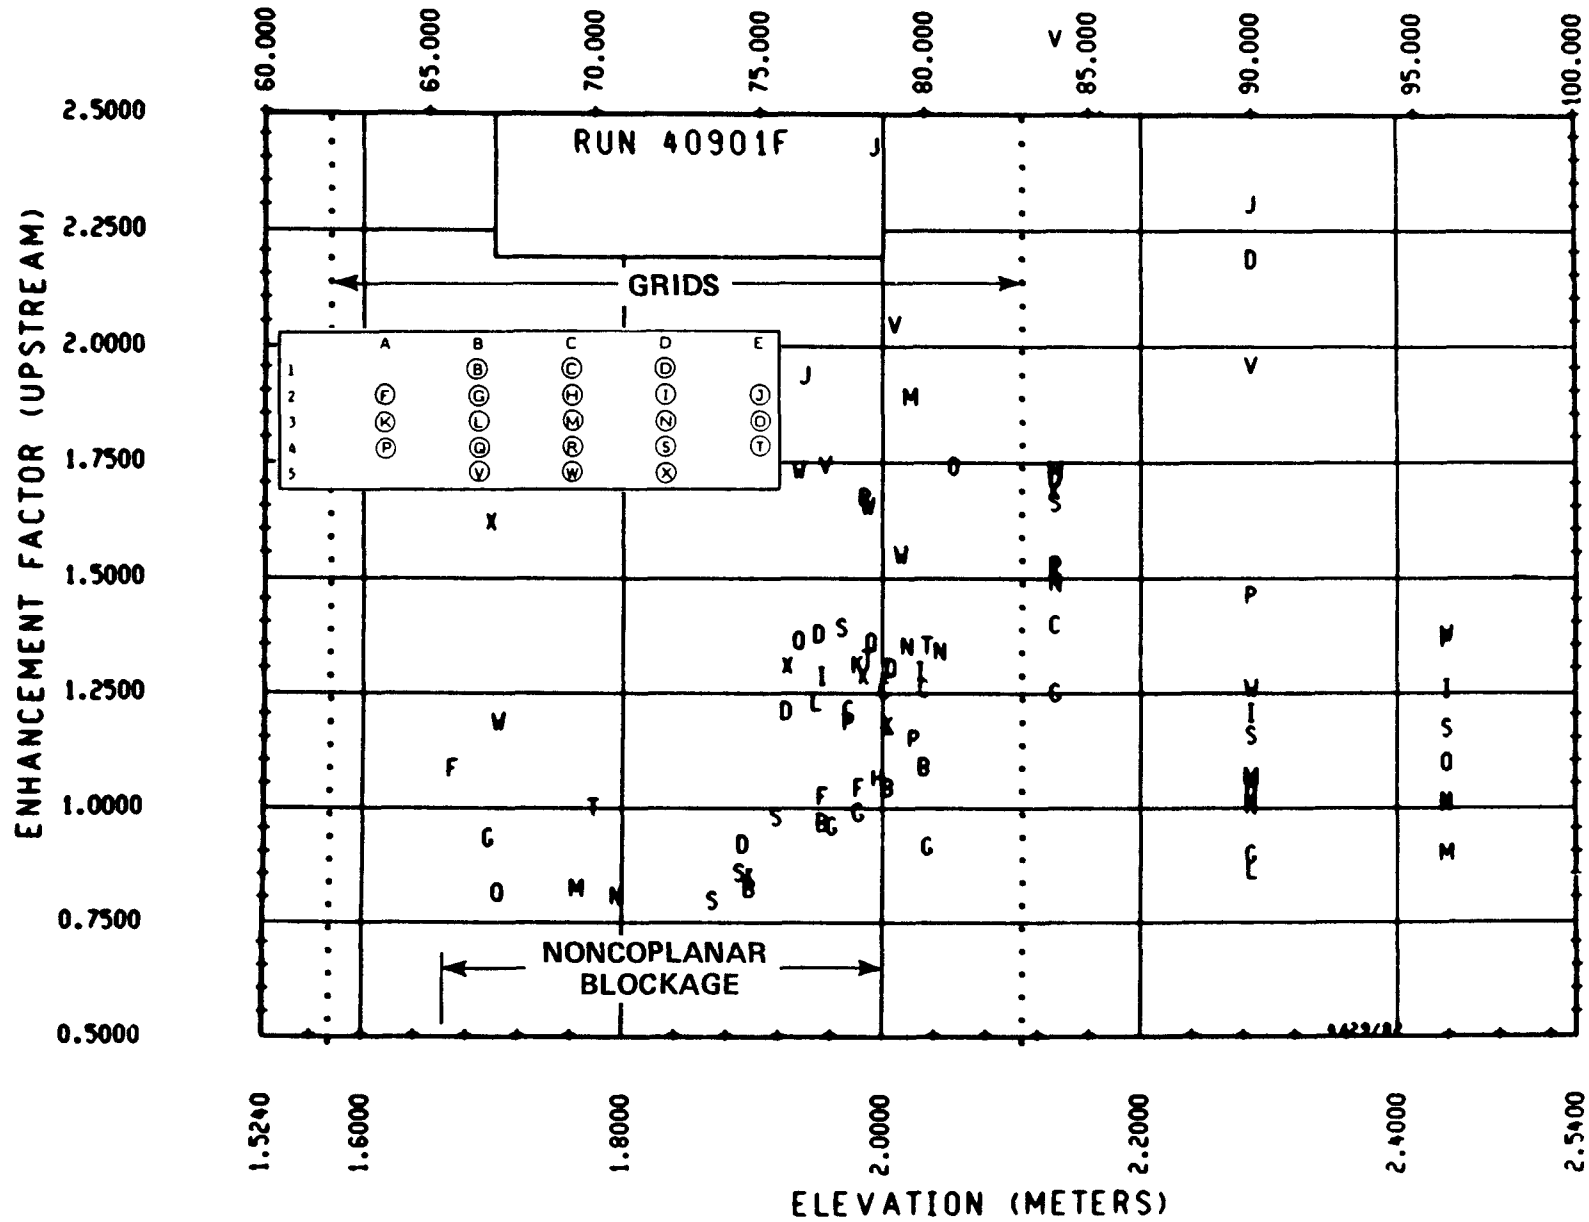 60.000 65.000 70.000 75.000 80.000 85.000 90.000 95.000 100.000
V
2.5000
RUN 40901F
J
J
2.2500
D
GRIDS
V
2.0000
A B C D E
1 B C D
2 F G H I J
3 K L M N O
4 P Q R S T
5 V W X
J
V
M
1.7500
W V O
W
S
X
W
1.5000
N
P
C
O D S
N T N
W
X I K
D
W I
1.2500
G
D L
I
W
P
S S
F
B
O
H
F F B
M
1.0000
T
S
B G G
G
D
G
G
M
L
S
B
O M N S
0.7500
NONCOPLANAR
BLOCKAGE
0.5000
1.5240 1.6000 1.8000 2.0000 2.2000 2.4000 2.5400
ELEVATION (METERS)
ENHANCEMENT FACTOR (UPSTREAM)